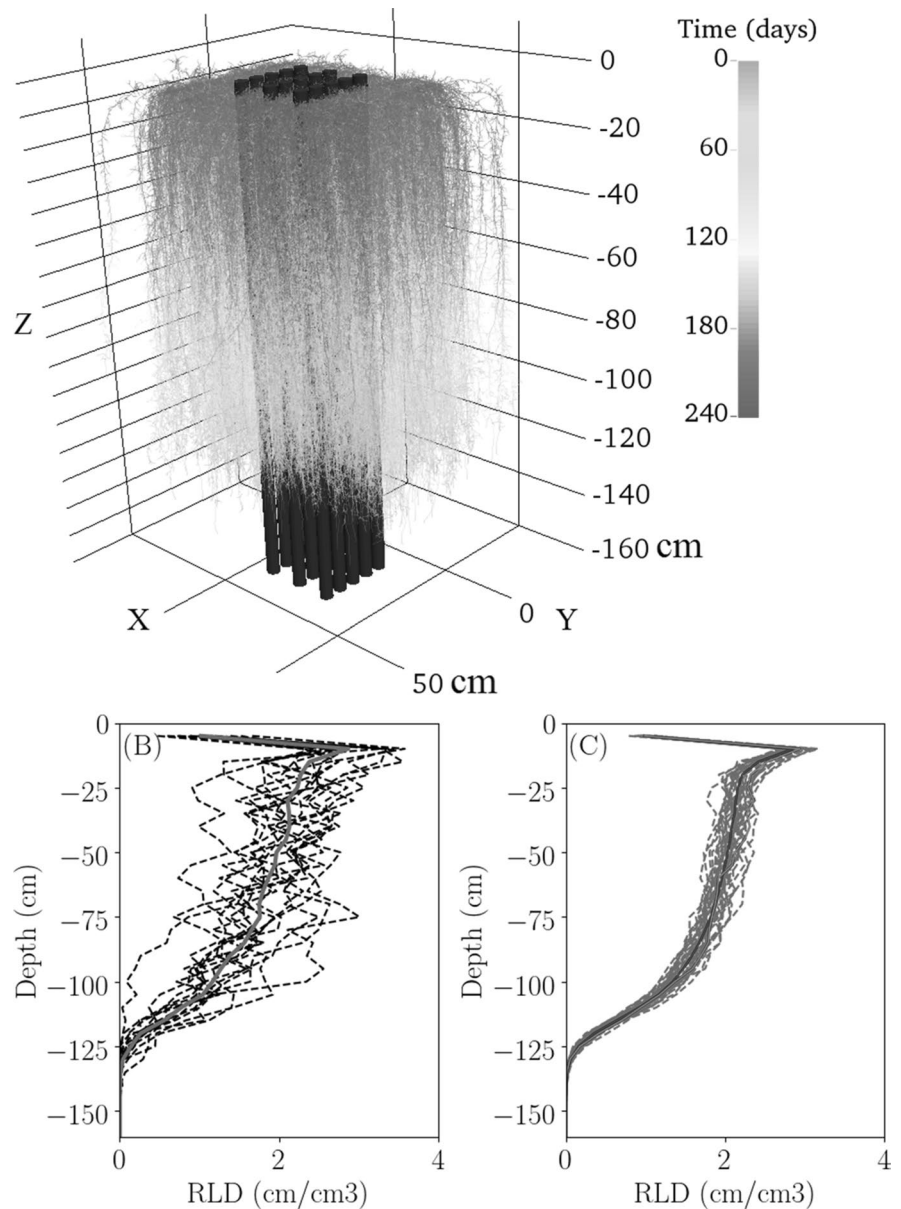 Time (days)
0
60
120
180
240
0
-20
-40
-60
-80
-100
-120
-140
-160 cm
Z
X
0 Y
50 cm
(B)
0
−25
−50
−75
−100
−125
−150
Depth (cm)
0 2 4
RLD (cm/cm3)
(C)
0
−25
−50
−75
−100
−125
−150
Depth (cm)
0 2 4
RLD (cm/cm3)